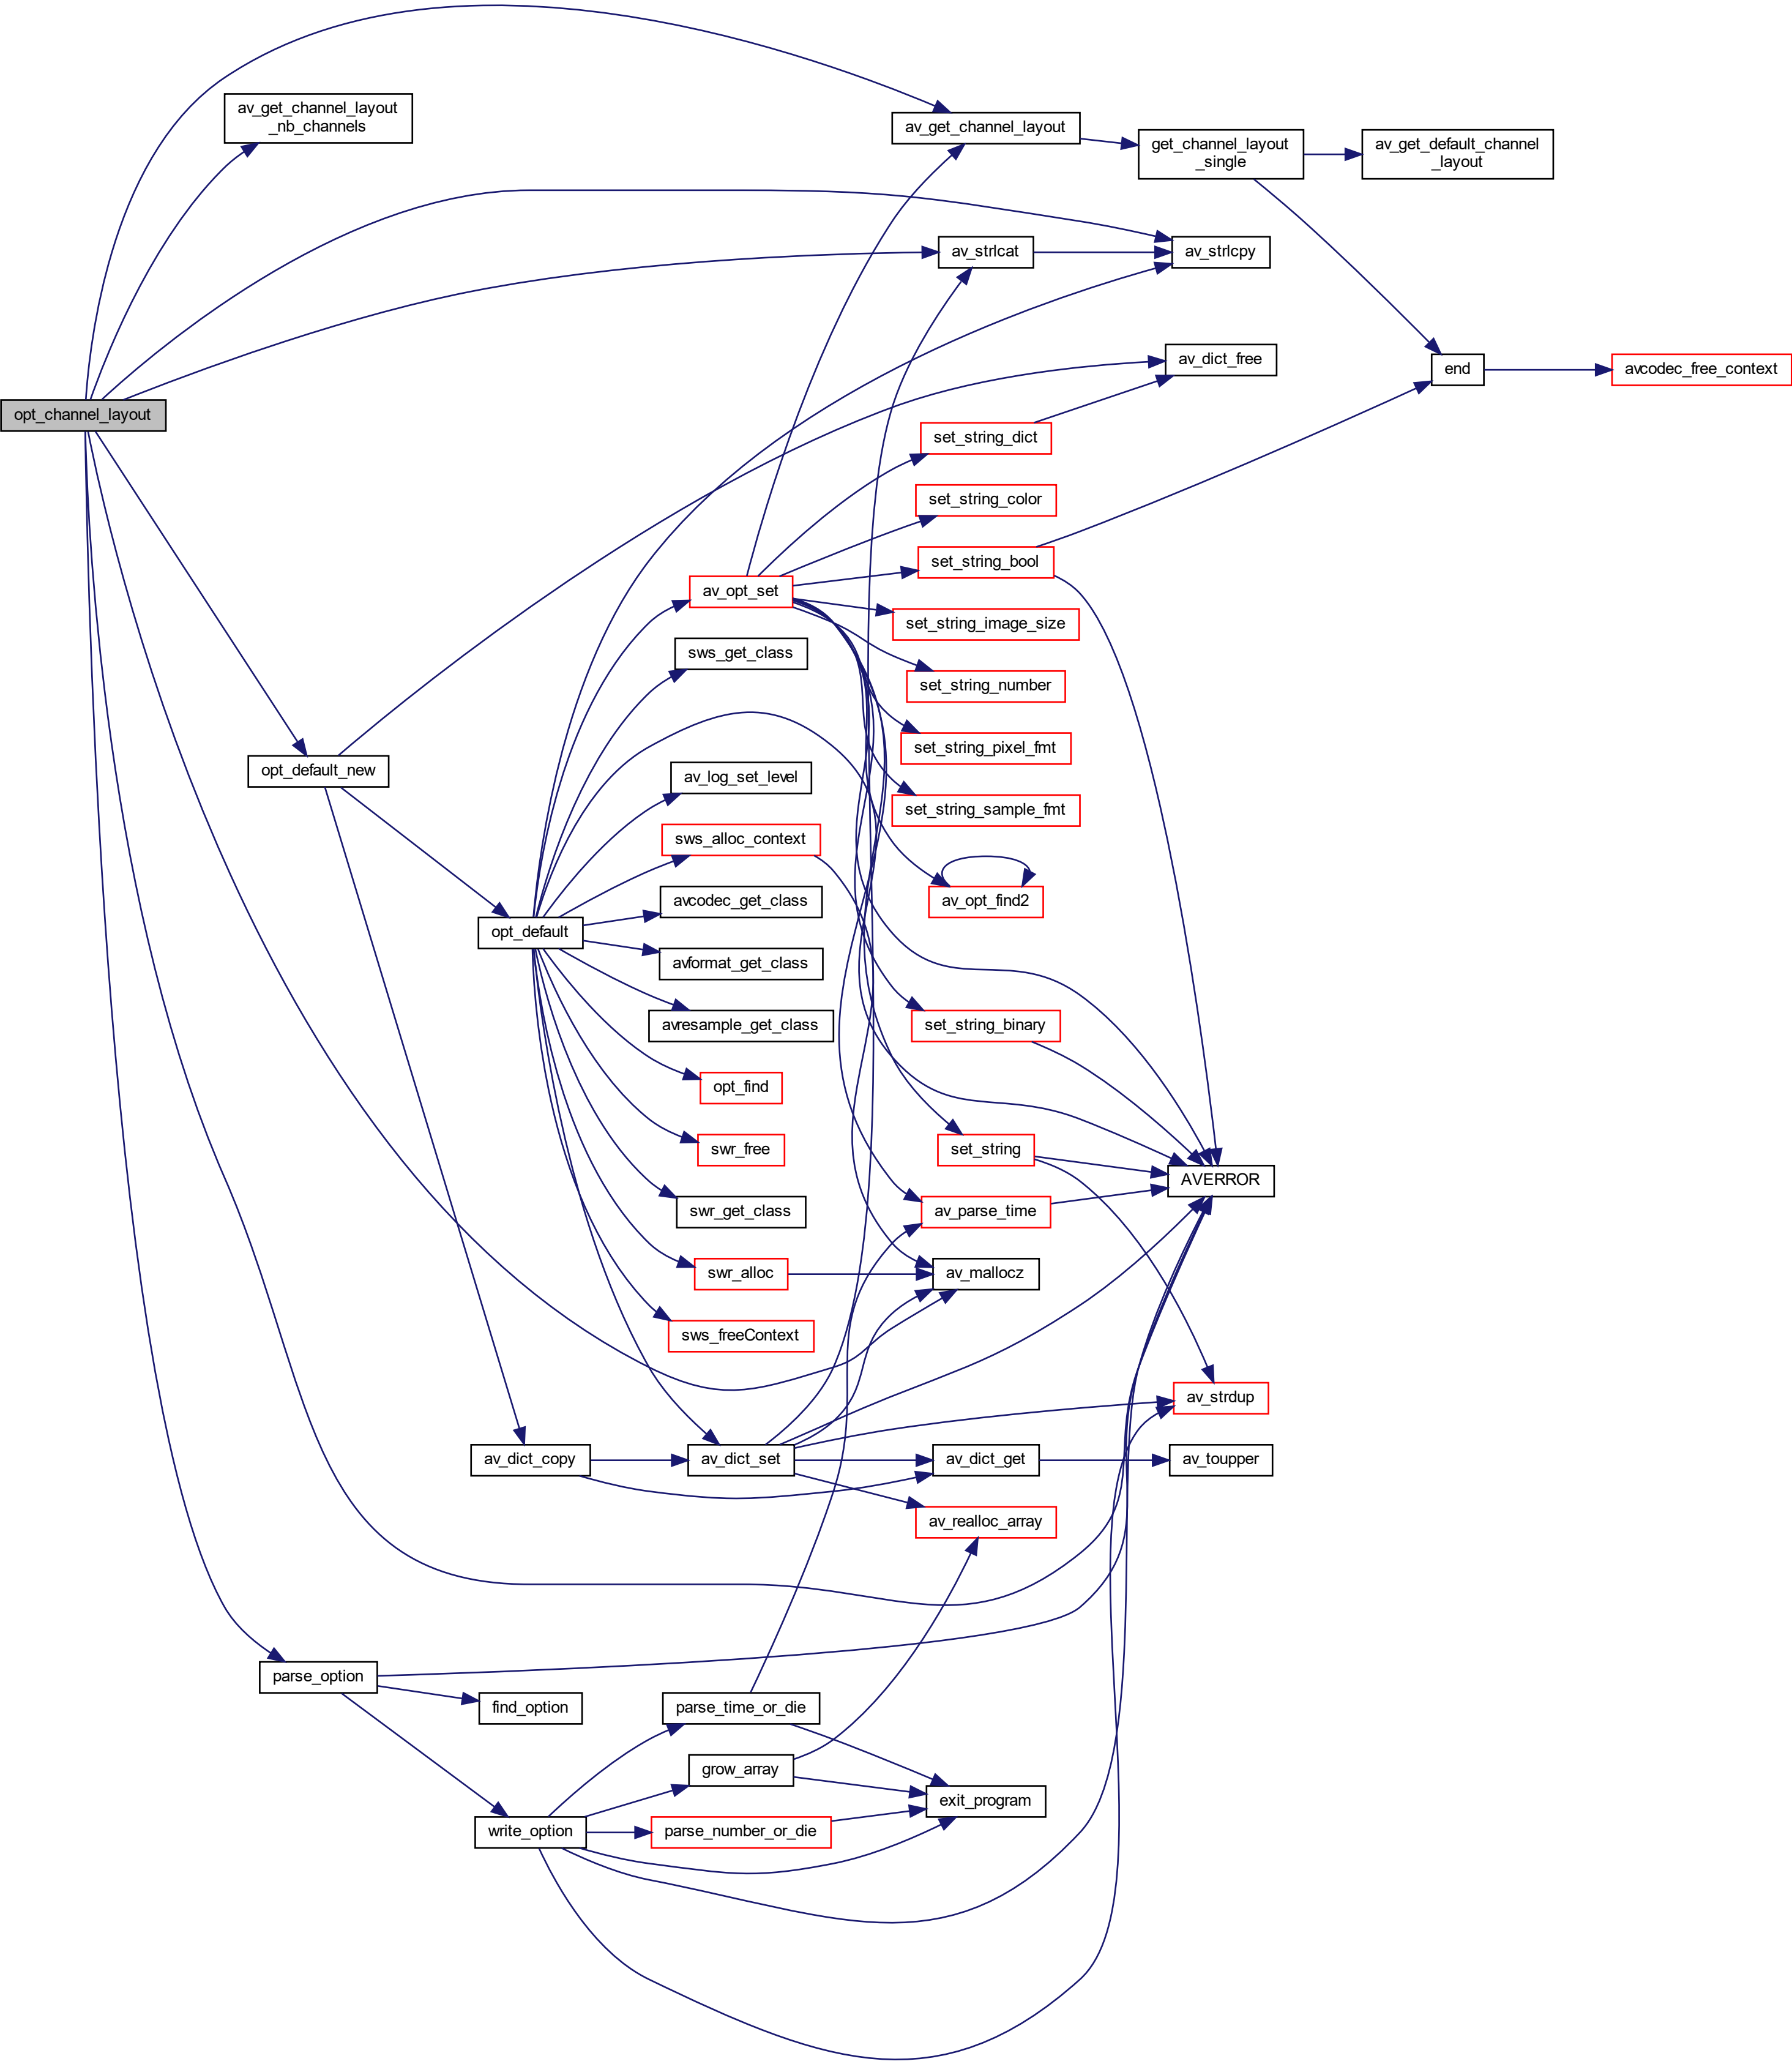 av_get_channel_layout
_nb_channels
av_get_channel_layout
get_channel_layout
_single
av_get_default_channel
_layout
av_strlcat
av_strlcpy
av_dict_free
end
avcodec_free_context
opt_channel_layout
set_string_dict
set_string_color
set_string_bool
av_opt_set
set_string_image_size
sws_get_class
set_string_number
set_string_pixel_fmt
opt_default_new
av_log_set_level
set_string_sample_fmt
sws_alloc_context
avcodec_get_class
av_opt_find2
opt_default
avformat_get_class
avresample_get_class
set_string_binary
opt_find
swr_free
set_string
AVERROR
swr_get_class
av_parse_time
swr_alloc
av_mallocz
sws_freeContext
av_strdup
av_dict_copy
av_dict_set
av_dict_get
av_toupper
av_realloc_array
parse_option
find_option
parse_time_or_die
grow_array
exit_program
write_option
parse_number_or_die